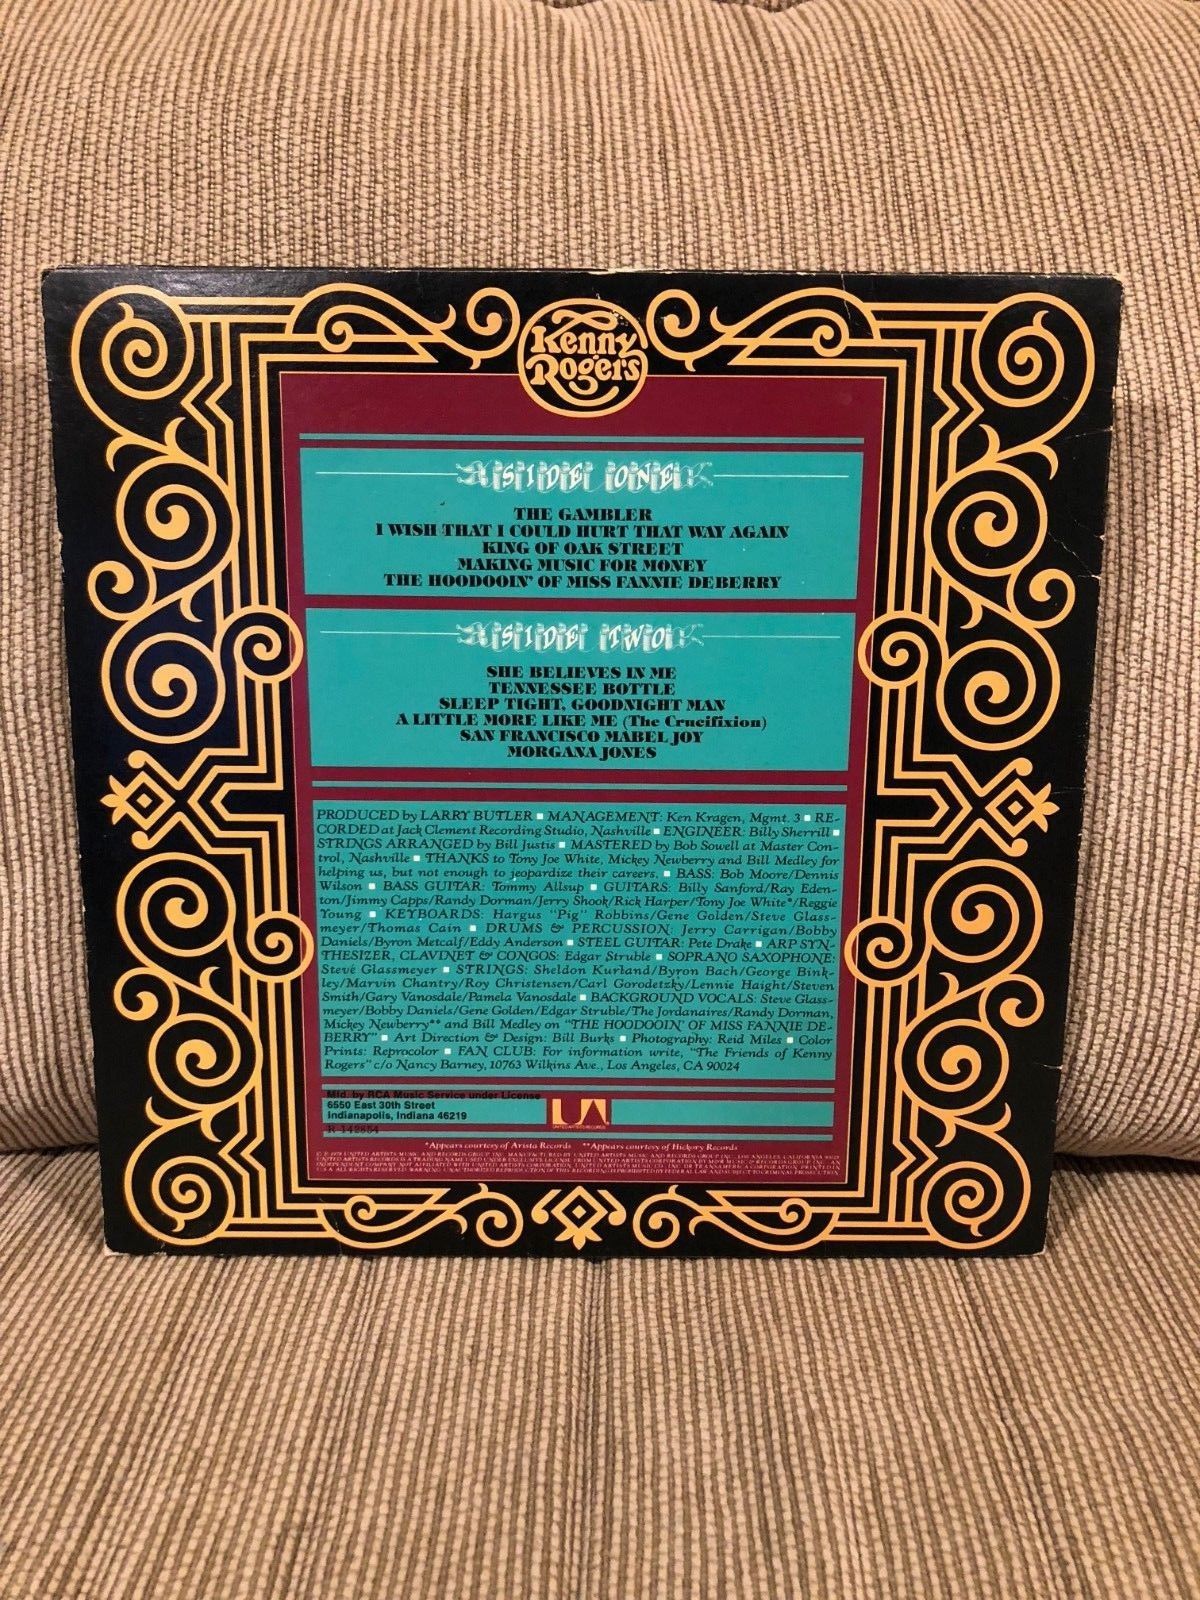 Kenny
Rogers
SIDE ONE
THE GAMBLER
I WISH THAT I COULD HURT THAT WAY AGAIN
KING OF OAK STREET
MAKING MUSIC FOR MONEY
THE HOODOOIN' OF MISS FANNIE DEBERRY
SIDE TWO
SHE BELIEVES IN ME
TENNESSEE BOTTLE
SLEEP TIGHT, GOODNIGHT MAN
A LITTLE MORE LIKE ME (The Crucifixion)
SAN FRANCISCO MABEL JOY
MORGANA JONES
PRODUCED by LARRY BUTLER ▪ MANAGEMENT: Ken Kragen, Mgmt. 3 ▪ RE-
CORDED at Jack Clement Recording Studio, Nashville ▪ ENGINEER: Billy Sherrill ▪
STRINGS ARRANGED by Bill Justis ▪ MASTERED by Bob Sowell at Master Con-
trol, Nashville ▪ THANKS to Tony Joe White, Mickey Newberry and Bill Medley for
helping us, but not enough to jeopardize their careers. ▪ BASS: Bob Moore/Dennis
Wilson ▪ BASS GUITAR: Tommy Allsup ▪ GUITARS: Billy Sanford/Ray Eden-
ton/Jimmy Capps/Randy Dorman/Jerry Shook/Rick Harper/Tony Joe White*/Reggie
Young ▪ KEYBOARDS: Hargus "Pig" Robbins/Gene Golden/Steve Glass-
meyer/Thomas Cain ▪ DRUMS & PERCUSSION: Jerry Carrigan/Bobby
Daniels/Byron Metcalf/Eddy Anderson ▪ STEEL GUITAR: Pete Drake ▪ ARP SYN-
THESIZER, CLAVINET & CONGOS: Edgar Struble ▪ SOPRANO SAXOPHONE:
Steve Glassmeyer ▪ STRINGS: Sheldon Kurland/Byron Bach/George Bink-
ley/Marvin Chantry/Roy Christensen/Carl Gorodetzky/Lennie Haight/Steven
Smith/Gary Vanosdale/Pamela Vanosdale ▪ BACKGROUND VOCALS: Steve Glass-
meyer/Bobby Daniels/Gene Golden/Edgar Struble/The Jordanaires/Randy Dorman,
Mickey Newberry** and Bill Medley on "THE HOODOOIN' OF MISS FANNIE DE-
BERRY" ▪ Art Direction & Design: Bill Burks ▪ Photography: Reid Miles ▪ Color
Prints: Reprocolor ▪ FAN CLUB: For information write, "The Friends of Kenny
Rogers" c/o Nancy Barney, 10763 Wilkins Ave., Los Angeles, CA 90024
Mfd. by RCA Music Service under License
6550 East 30th Street
Indianapolis, Indiana 46219
R 142854
UA
UNITED ARTISTS RECORDS
*Appears courtesy of Arista Records **Appears courtesy of Hickory Records